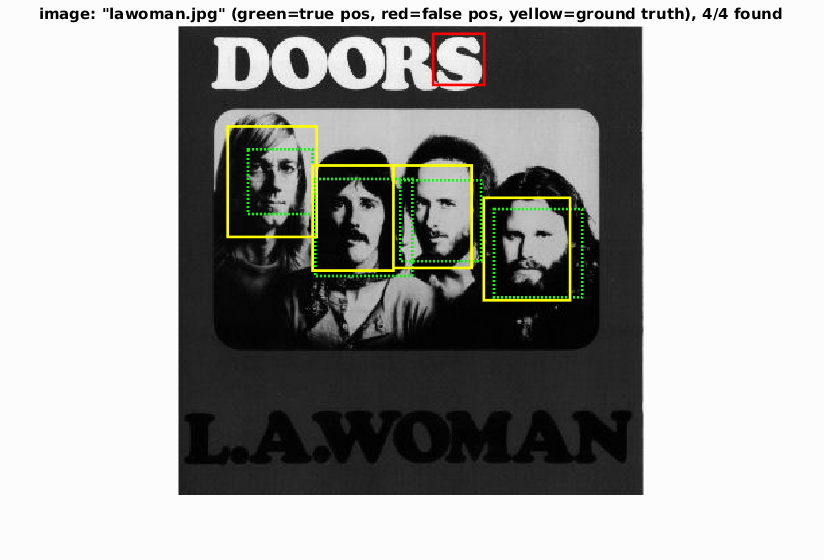 image: "lawoman.jpg" (green=true pos, red=false pos, yellow=ground truth), 4/4 found
DOORS
L.A.WOMAN